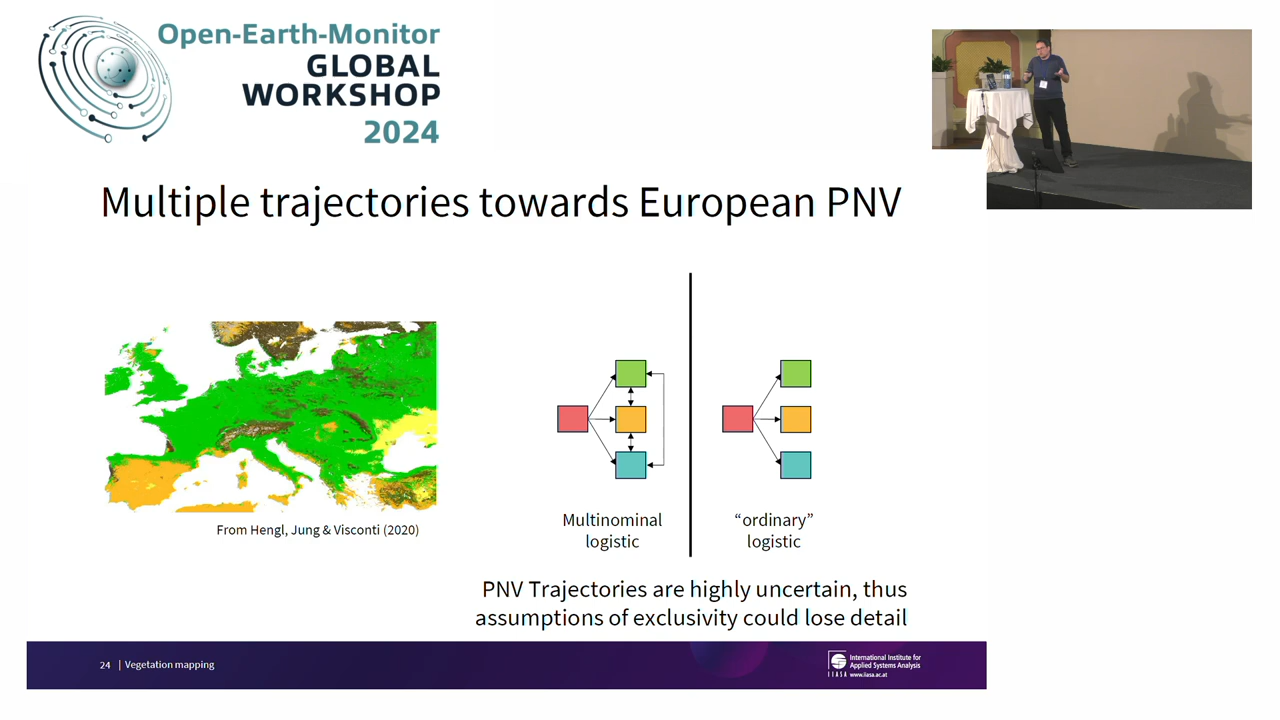 Open-Earth-Monitor
GLOBAL
WORKSHOP
2024
Multiple trajectories towards European PNV
From Hengl, Jung & Visconti (2020)
Multinominal
logistic
“ordinary”
logistic
PNV Trajectories are highly uncertain, thus
assumptions of exclusivity could lose detail
24 | Vegetation mapping
International Institute for
Applied Systems Analysis
IIASA www.iiasa.ac.at